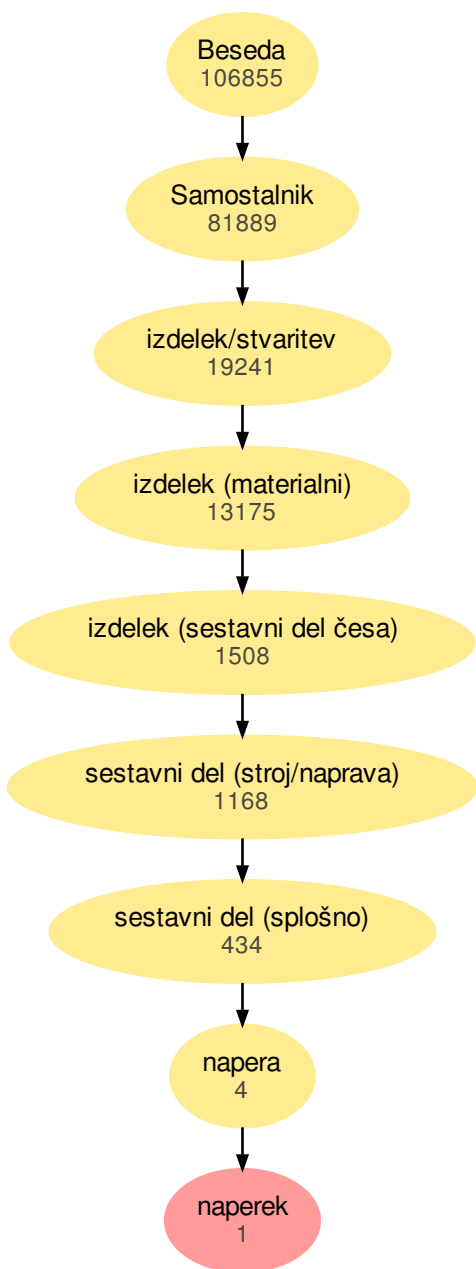 Beseda
106855
Samostalnik
81889
izdelek/stvaritev
19241
izdelek (materialni)
13175
izdelek (sestavni del česa)
1508
sestavni del (stroj/naprava)
1168
sestavni del (splošno)
434
napera
4
naperek
1